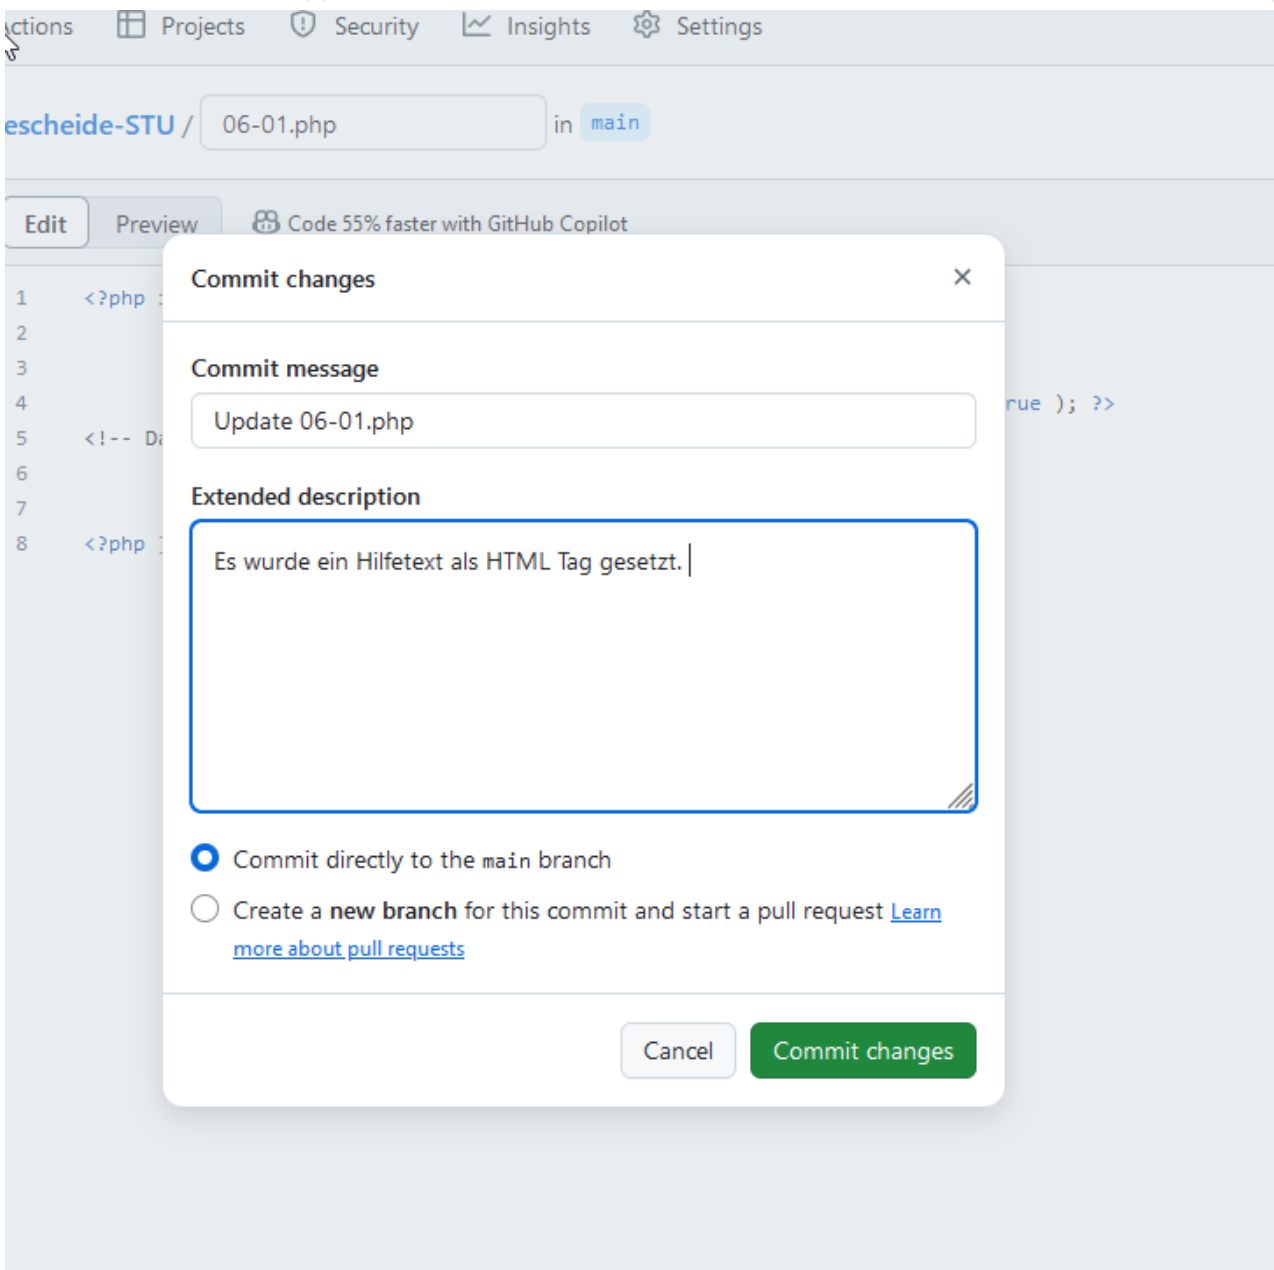 ctions Projects Security Insights Settings
escheide-STU / 06-01.php in main
Edit Preview Code 55% faster with GitHub Copilot
Commit changes
1 <?php
2
3
Commit message
4 rue ); ?>
Update 06-01.php
5 <!-- Da
6
Extended description
7
8 <?php
Es wurde ein Hilfetext als HTML Tag gesetzt.
Commit directly to the main branch
Create a new branch for this commit and start a pull request Learn
more about pull requests
Cancel Commit changes